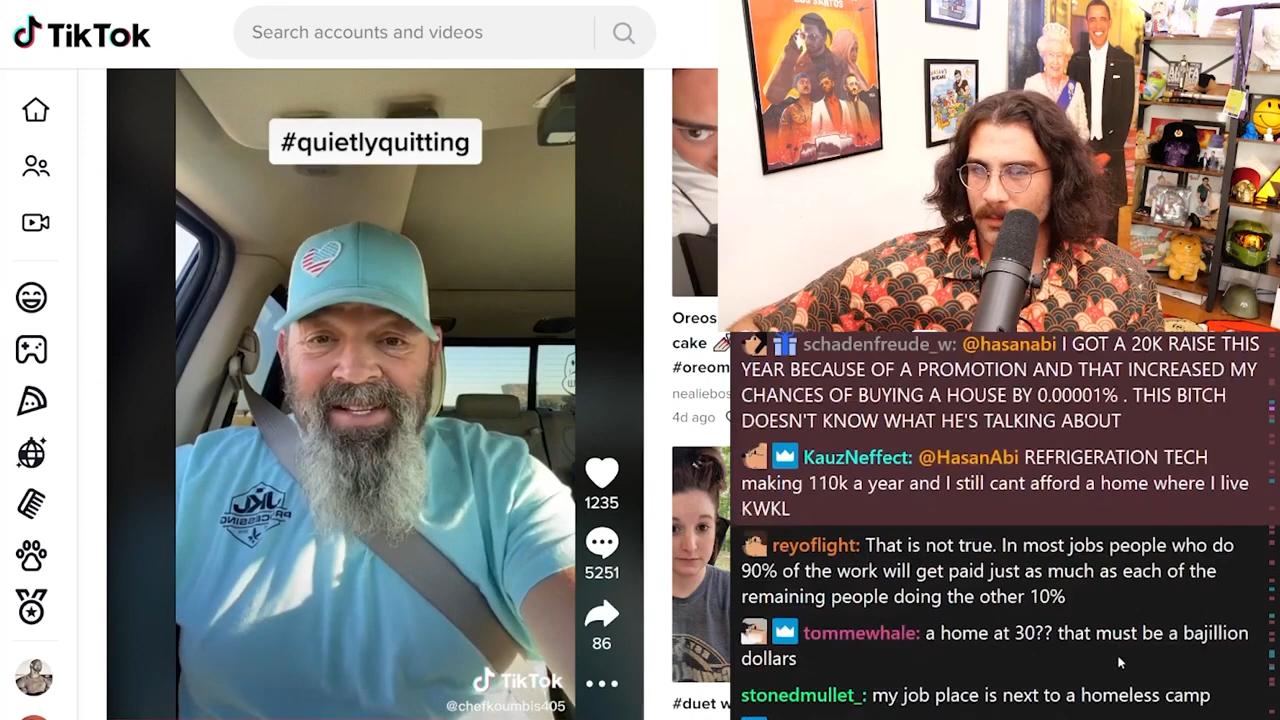 TikTok
Search accounts and videos
#quietlyquitting
1235
5251
86
TikTok
@chefkoumbis405
Oreos
cake
#oreom
nealiebos
4d ago
#duet w
LOS SANTOS
schadenfreude_w: @hasanabi I GOT A 20K RAISE THIS
YEAR BECAUSE OF A PROMOTION AND THAT INCREASED MY
CHANCES OF BUYING A HOUSE BY 0.00001% . THIS BITCH
DOESN'T KNOW WHAT HE'S TALKING ABOUT
KauzNeffect: @HasanAbi REFRIGERATION TECH
making 110k a year and I still cant afford a home where I live
KWKL
reyoflight: That is not true. In most jobs people who do
90% of the work will get paid just as much as each of the
remaining people doing the other 10%
tommewhale: a home at 30?? that must be a bajillion
dollars
stonedmullet_: my job place is next to a homeless camp